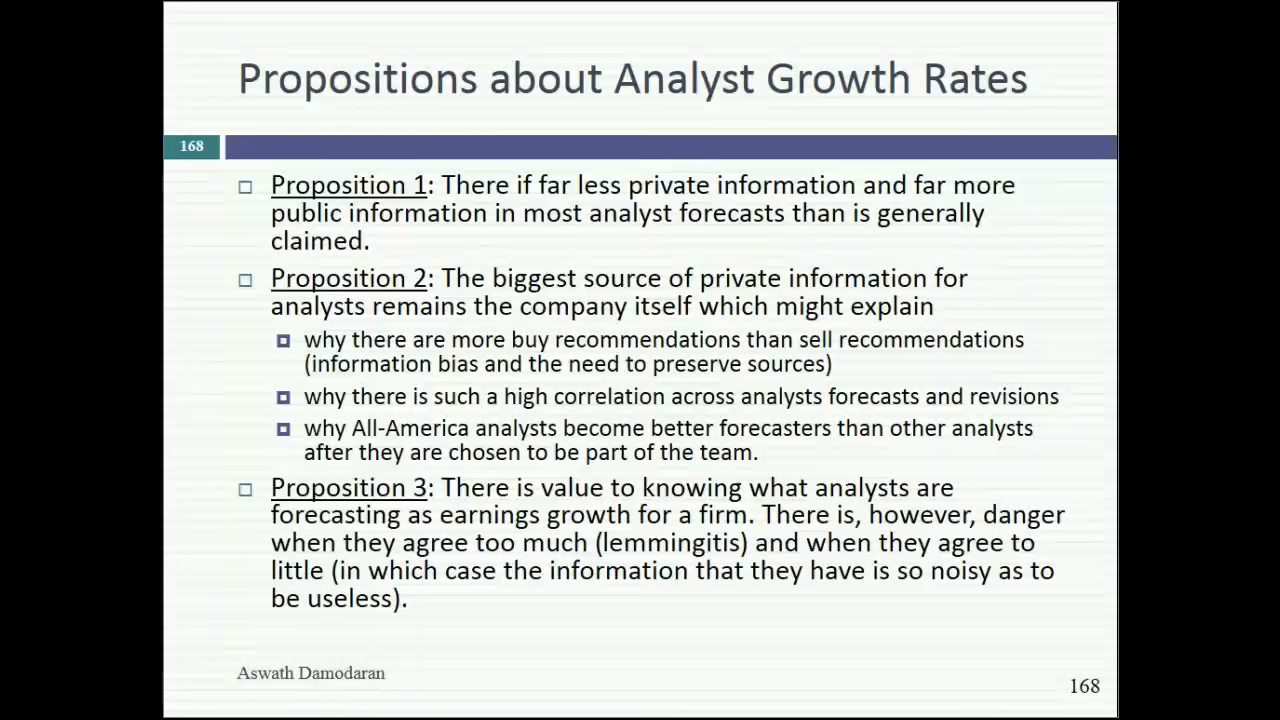 Propositions about Analyst Growth Rates
168
Proposition 1: There if far less private information and far more
public information in most analyst forecasts than is generally
claimed.
Proposition 2: The biggest source of private information for
analysts remains the company itself which might explain
why there are more buy recommendations than sell recommendations
(information bias and the need to preserve sources)
why there is such a high correlation across analysts forecasts and revisions
why All-America analysts become better forecasters than other analysts
after they are chosen to be part of the team.
Proposition 3: There is value to knowing what analysts are
forecasting as earnings growth for a firm. There is, however, danger
when they agree too much (lemmingitis) and when they agree to
little (in which case the information that they have is so noisy as to
be useless).
Aswath Damodaran
168